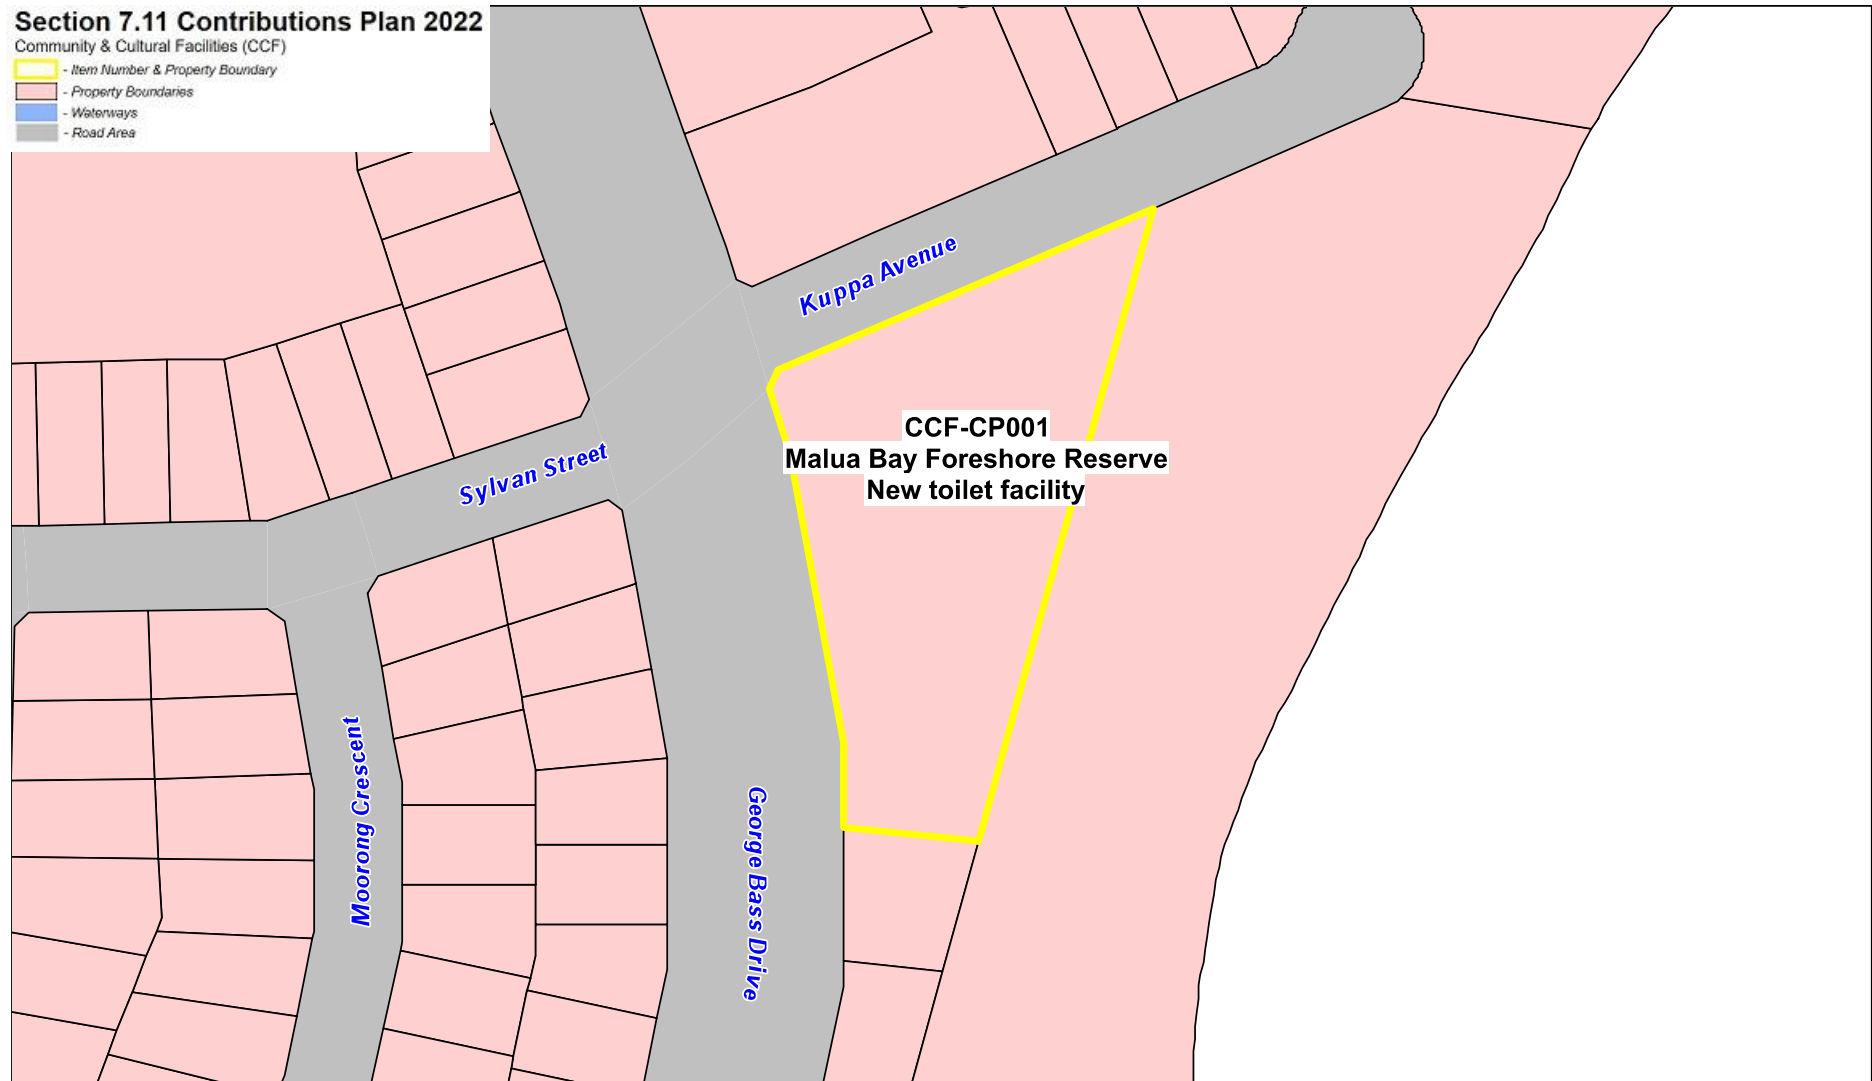 Section 7.11 Contributions Plan 2022
Community & Cultural Facilities (CCF)
- Item Number & Property Boundary
- Property Boundaries
- Waterways
- Road Area
Kuppa Avenue
CCF-CP001
Malua Bay Foreshore Reserve
New toilet facility
Sylvan Street
Moorong Crescent
George Bass Drive